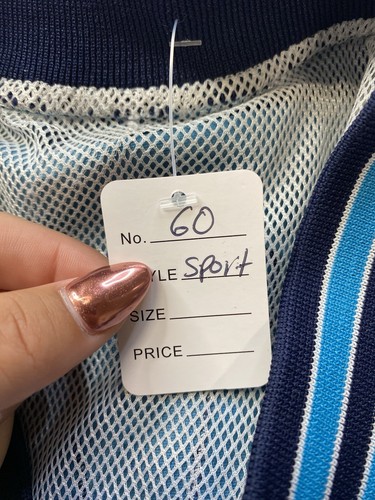 No. 60
YLE sport
SIZE
PRICE